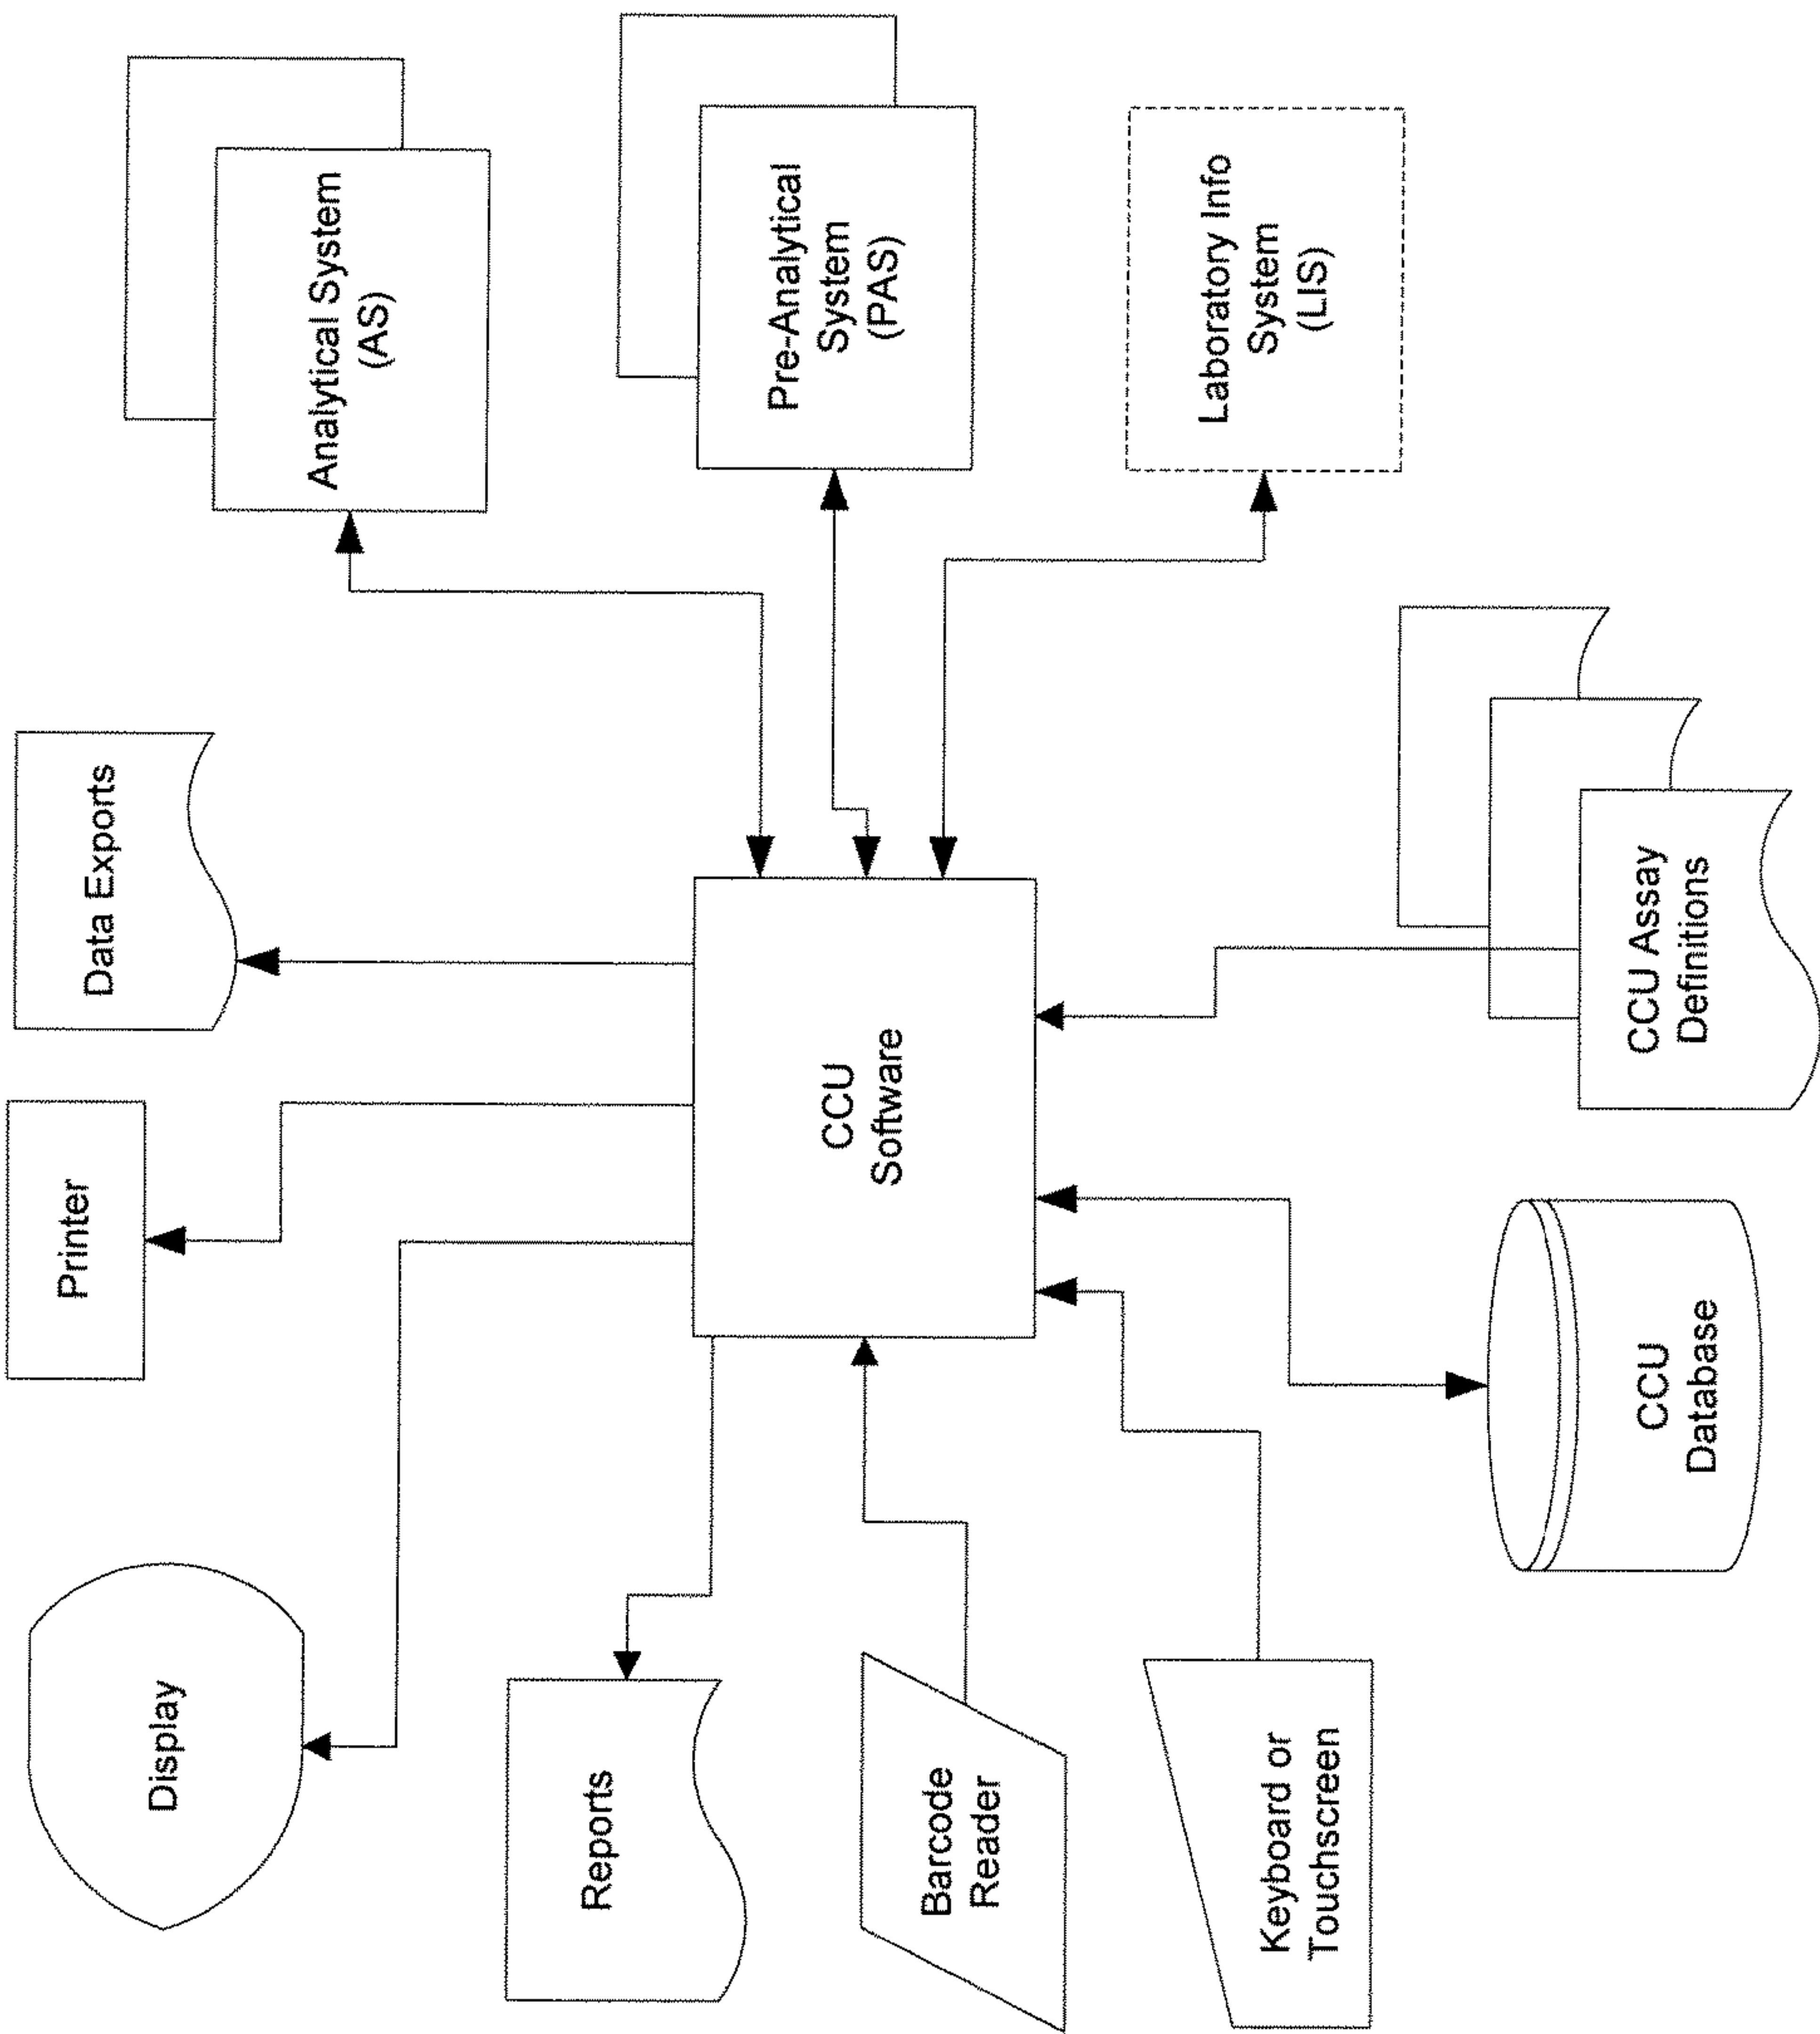 Display
Printer
Data Exports
Reports
Analytical System
(AS)
Barcode
Reader
CCU
Software
Pre-Analytical
System
(PAS)
Keyboard or
Touchscreen
Laboratory Info
System
(LIS)
CCU
Database
CCU Assay
Definitions